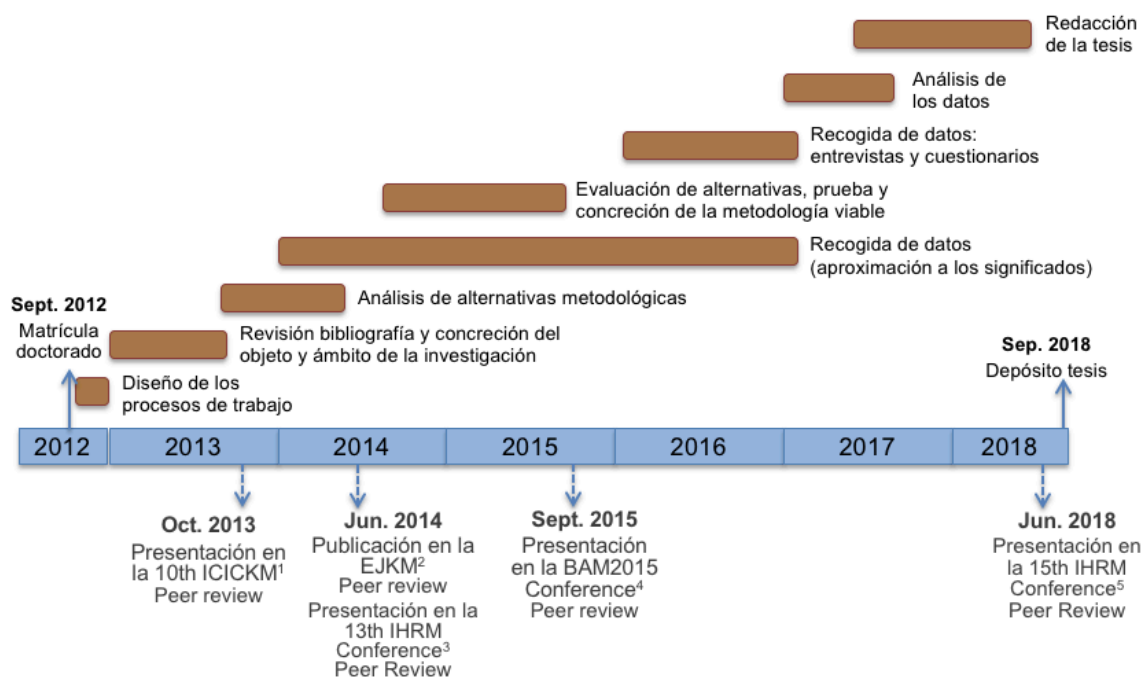 Redacción
de la tesis
Análisis de
los datos
Recogida de datos:
entrevistas y cuestionarios
Evaluación de alternativas, prueba y
concreción de la metodología viable
Recogida de datos
(aproximación a los significados)
Análisis de alternativas metodológicas
Sept. 2012
Matrícula
doctorado
Revisión bibliografía y concreción del
objeto y ámbito de la investigación
Diseño de los
procesos de trabajo
Sep. 2018
Depósito tesis
2012 2013 2014 2015 2016 2017 2018
Oct. 2013
Presentación en
la 10th ICICKM¹
Peer review
Jun. 2014
Publicación en la
EJKM²
Peer review
Presentación en la
13th IHRM
Conference³
Peer Review
Sept. 2015
Presentación
en la BAM2015
Conference⁴
Peer review
Jun. 2018
Presentación en
la 15th IHRM
Conference⁵
Peer Review